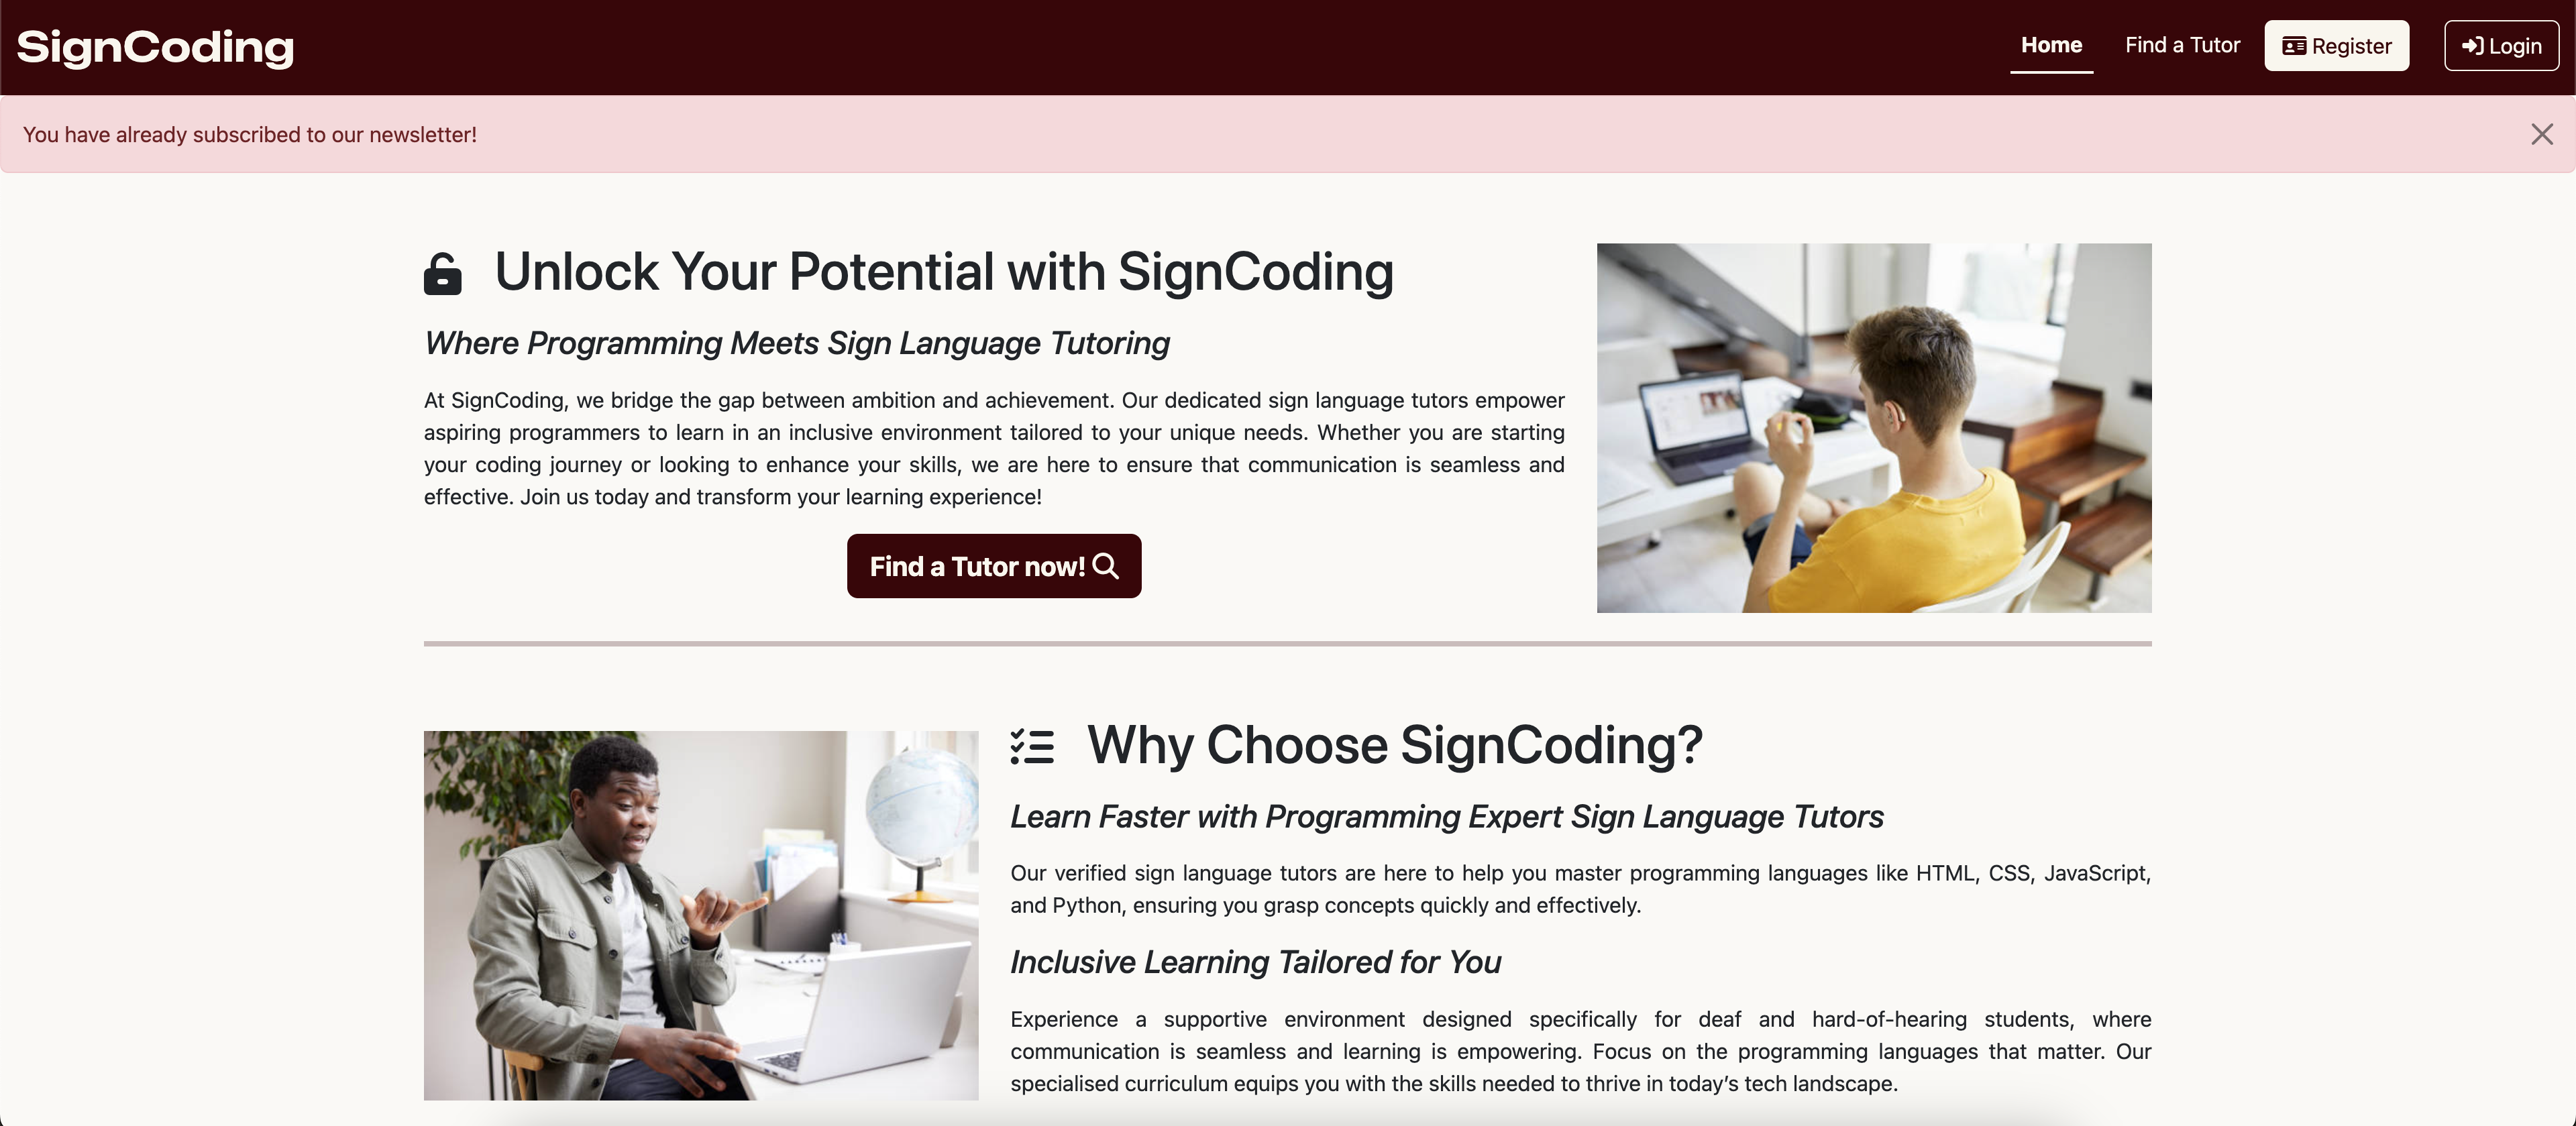 SignCoding
Home
Find a Tutor
Register
Login
You have already subscribed to our newsletter!
Unlock Your Potential with SignCoding
Where Programming Meets Sign Language Tutoring
At SignCoding, we bridge the gap between ambition and achievement. Our dedicated sign language tutors empower
aspiring programmers to learn in an inclusive environment tailored to your unique needs. Whether you are starting
your coding journey or looking to enhance your skills, we are here to ensure that communication is seamless and
effective. Join us today and transform your learning experience!
Find a Tutor now!
Why Choose SignCoding?
Learn Faster with Programming Expert Sign Language Tutors
Our verified sign language tutors are here to help you master programming languages like HTML, CSS, JavaScript,
and Python, ensuring you grasp concepts quickly and effectively.
Inclusive Learning Tailored for You
Experience a supportive environment designed specifically for deaf and hard-of-hearing students, where
communication is seamless and learning is empowering. Focus on the programming languages that matter. Our
specialised curriculum equips you with the skills needed to thrive in today’s tech landscape.